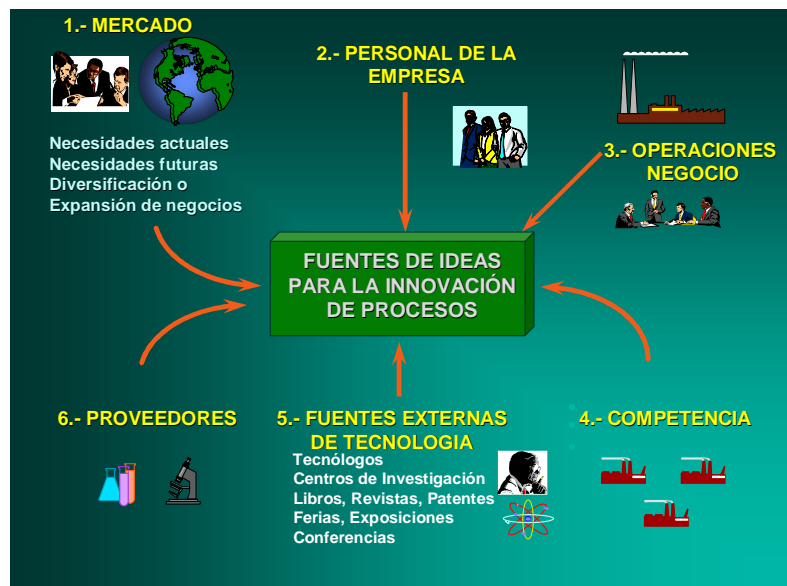 1.- MERCADO
Necesidades actuales
Necesidades futuras
Diversificación o
Expansión de negocios
2.- PERSONAL DE LA
EMPRESA
3.- OPERACIONES
NEGOCIO
FUENTES DE IDEAS
PARA LA INNOVACIÓN
DE PROCESOS
6.- PROVEEDORES
5.- FUENTES EXTERNAS
DE TECNOLOGIA
Tecnólogos
Centros de Investigación
Libros, Revistas, Patentes
Ferias, Exposiciones
Conferencias
4.- COMPETENCIA